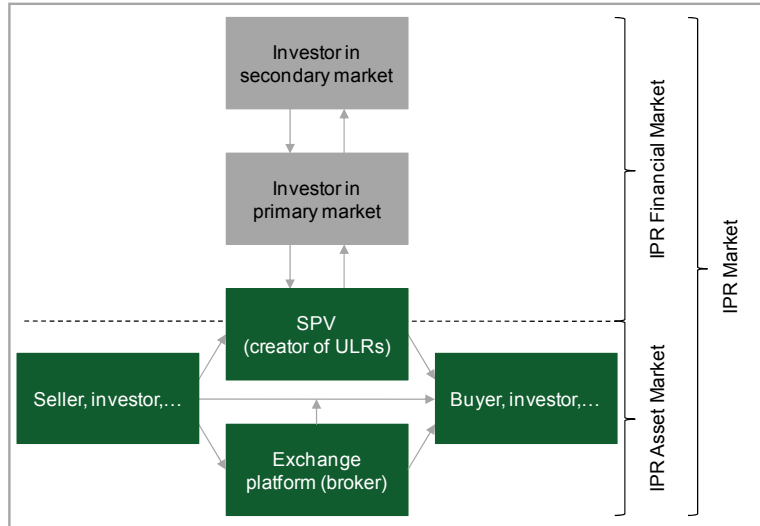 Investor in
secondary market
Investor in
primary market
SPV
(creator of ULRs)
Seller, investor,...
Buyer, investor,...
Exchange
platform (broker)
IPR Financial Market
IPR Asset Market
IPR Market